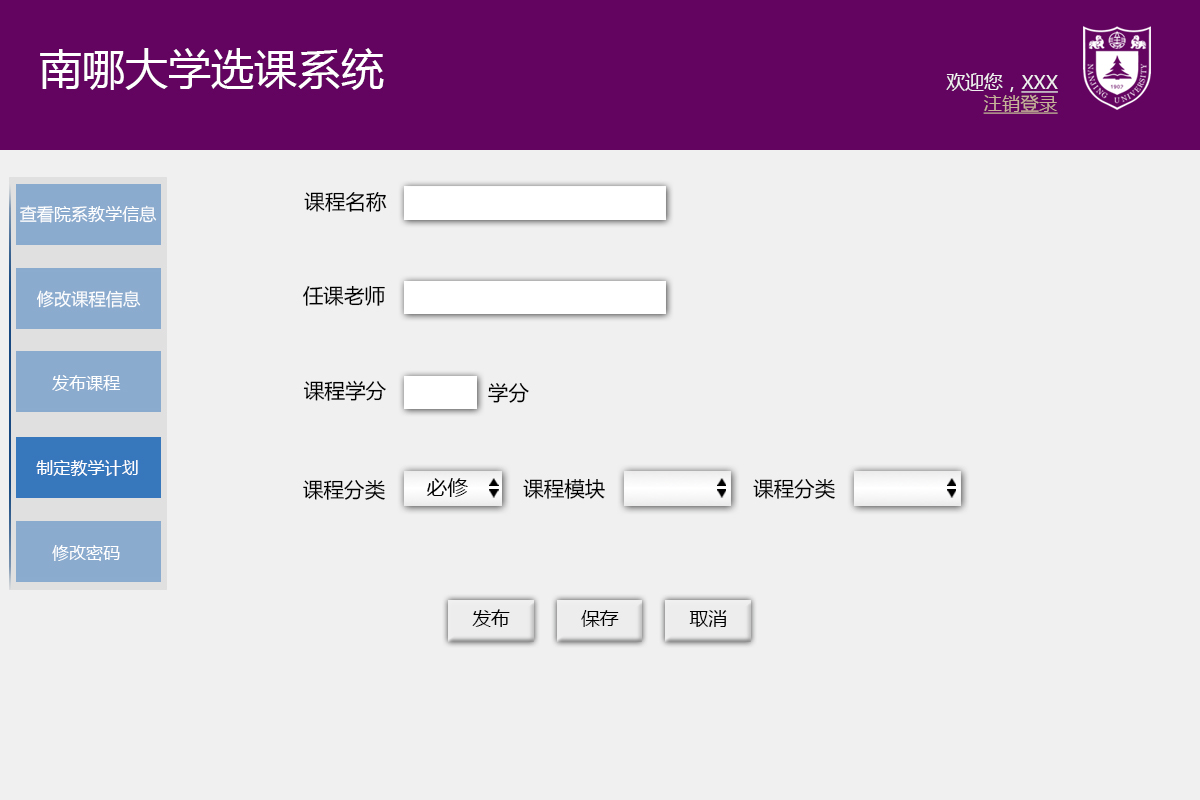 南哪大学选课系统
欢迎您，XXX
注销登录
NANJING UNIVERSITY
1902
查看院系教学信息
修改课程信息
发布课程
制定教学计划
修改密码
课程名称
任课老师
课程学分 学分
课程分类 必修 课程模块 课程分类
发布 保存 取消